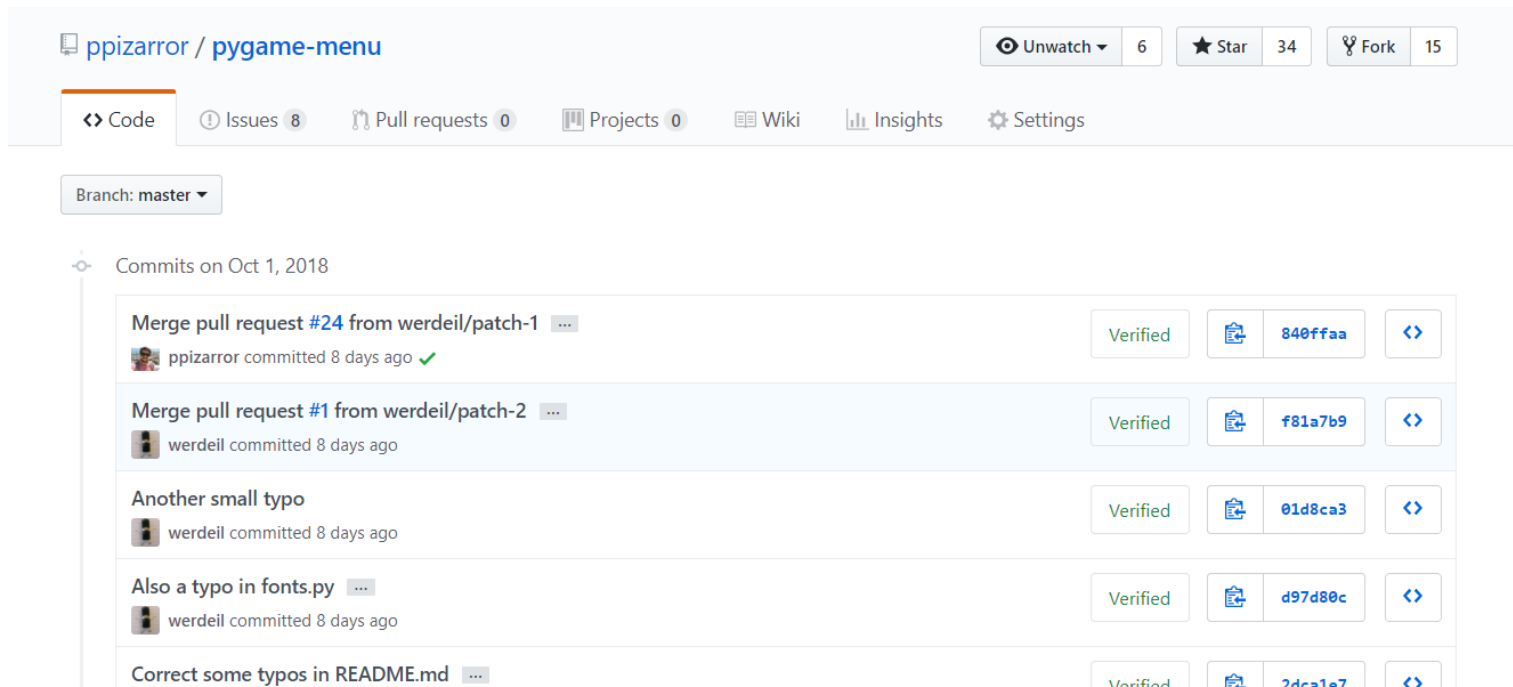 ppizarror / pygame-menu
Unwatch 6 Star 34 Fork 15
Code Issues 8 Pull requests 0 Projects 0 Wiki Insights Settings
Branch: master
Commits on Oct 1, 2018
Merge pull request #24 from werdeil/patch-1 …
Verified 840ffaa
ppizarror committed 8 days ago
Merge pull request #1 from werdeil/patch-2 …
Verified f81a7b9
werdeil committed 8 days ago
Another small typo
Verified 01d8ca3
werdeil committed 8 days ago
Also a typo in fonts.py …
Verified d97d80c
werdeil committed 8 days ago
Correct some typos in README.md …
Verified 2dca1e7